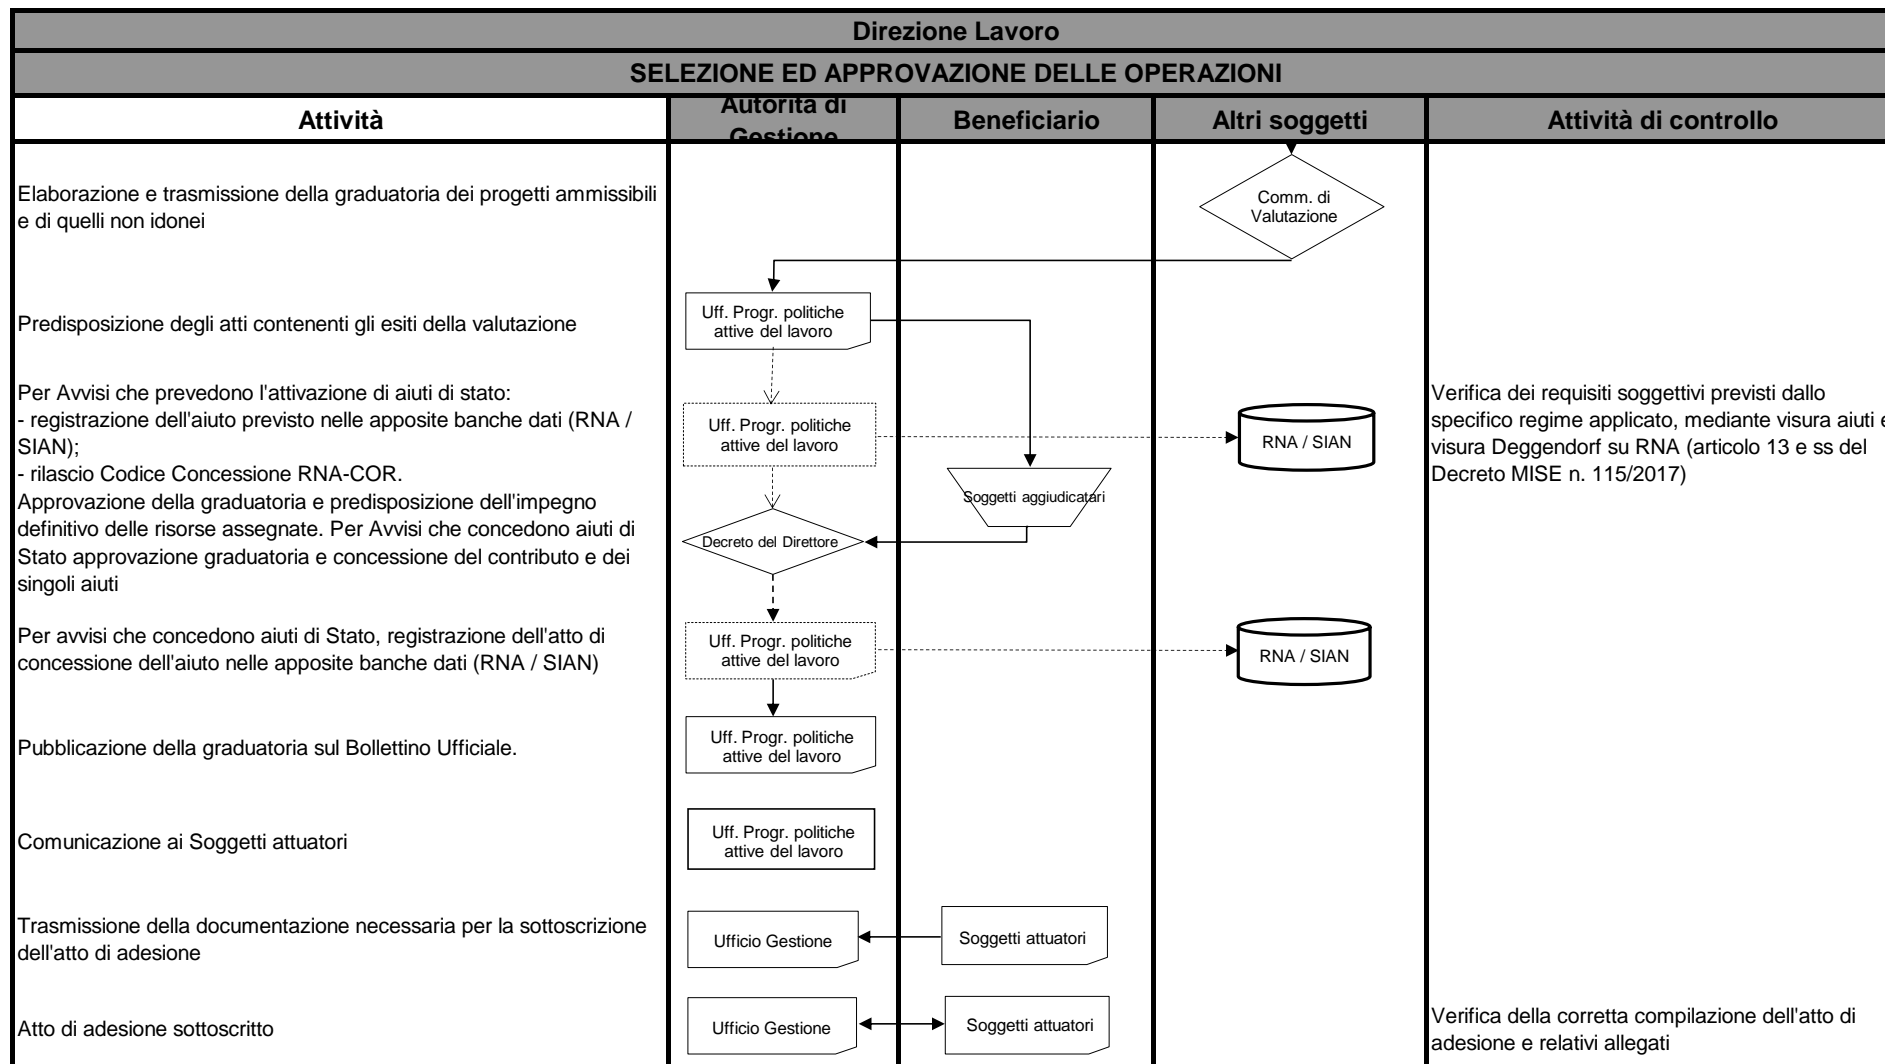 Direzione Lavoro
SELEZIONE ED APPROVAZIONE DELLE OPERAZIONI
Attività
Autorità di
Gestione
Beneficiario
Altri soggetti
Attività di controllo
Elaborazione e trasmissione della graduatoria dei progetti ammissibili
e di quelli non idonei
Comm. di
Valutazione
Predisposizione degli atti contenenti gli esiti della valutazione
Uff. Progr. politiche
attive del lavoro
Per Avvisi che prevedono l'attivazione di aiuti di stato:
- registrazione dell'aiuto previsto nelle apposite banche dati (RNA /
SIAN);
- rilascio Codice Concessione RNA-COR.
Uff. Progr. politiche
attive del lavoro
RNA / SIAN
Verifica dei requisiti soggettivi previsti dallo
specifico regime applicato, mediante visura aiuti e
visura Deggendorf su RNA (articolo 13 e ss del
Decreto MISE n. 115/2017)
Soggetti aggiudicatari
Approvazione della graduatoria e predisposizione dell'impegno
definitivo delle risorse assegnate. Per Avvisi che concedono aiuti di
Stato approvazione graduatoria e concessione del contributo e dei
singoli aiuti
Decreto del Direttore
Per avvisi che concedono aiuti di Stato, registrazione dell'atto di
concessione dell'aiuto nelle apposite banche dati (RNA / SIAN)
Uff. Progr. politiche
attive del lavoro
RNA / SIAN
Pubblicazione della graduatoria sul Bollettino Ufficiale.
Uff. Progr. politiche
attive del lavoro
Comunicazione ai Soggetti attuatori
Uff. Progr. politiche
attive del lavoro
Trasmissione della documentazione necessaria per la sottoscrizione
dell'atto di adesione
Ufficio Gestione
Soggetti attuatori
Atto di adesione sottoscritto
Ufficio Gestione
Soggetti attuatori
Verifica della corretta compilazione dell'atto di
adesione e relativi allegati